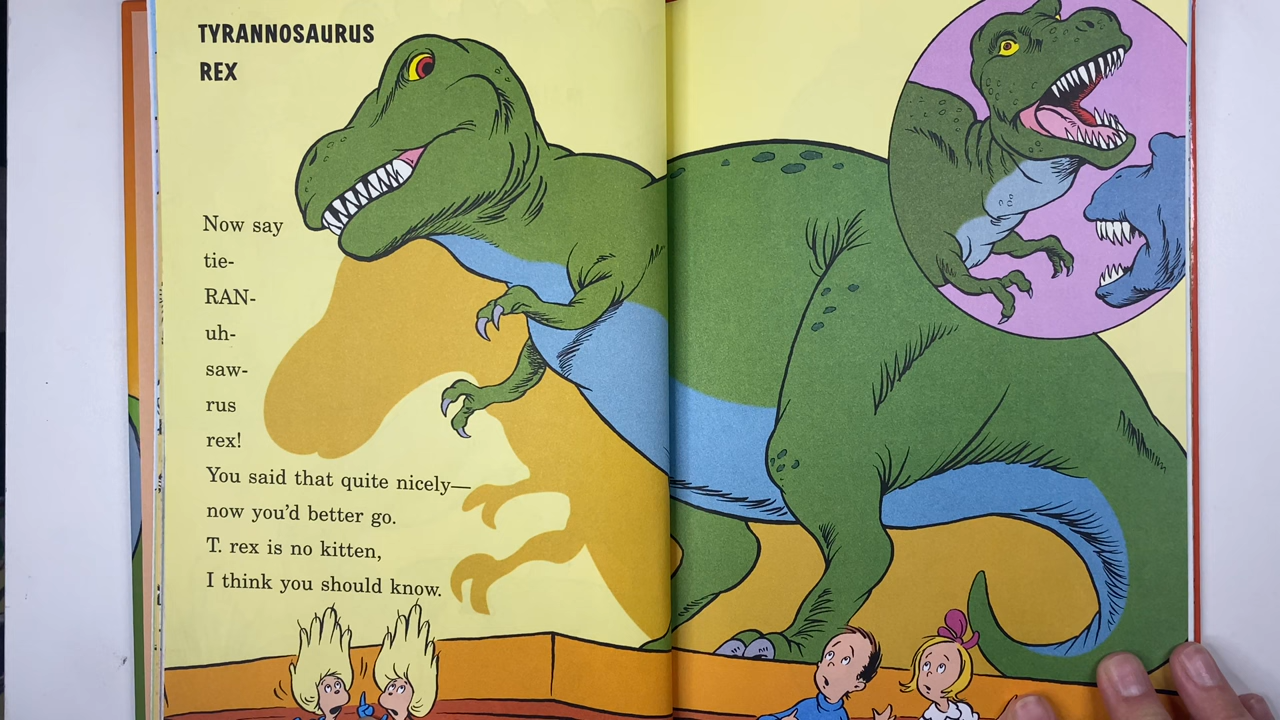 TYRANNOSAURUS
REX
Now say
tie-
RAN-
uh-
saw-
rus
rex!
You said that quite nicely—
now you'd better go.
T. rex is no kitten,
I think you should know.